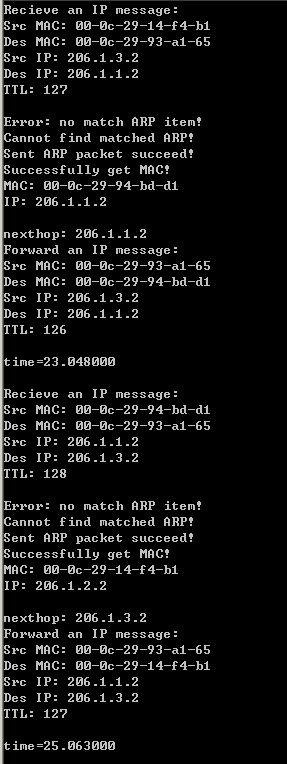 Recieve an IP message:
Src MAC: 00-0c-29-14-f4-b1
Des MAC: 00-0c-29-93-a1-65
Src IP: 206.1.3.2
Des IP: 206.1.1.2
TTL: 127
Error: no match ARP item!
Cannot find matched ARP!
Sent ARP packet succeed!
Successfully get MAC!
MAC: 00-0c-29-94-bd-d1
IP: 206.1.1.2
nexthop: 206.1.1.2
Forward an IP message:
Src MAC: 00-0c-29-93-a1-65
Des MAC: 00-0c-29-94-bd-d1
Src IP: 206.1.3.2
Des IP: 206.1.1.2
TTL: 126
time=23.048000
Recieve an IP message:
Src MAC: 00-0c-29-94-bd-d1
Des MAC: 00-0c-29-93-a1-65
Src IP: 206.1.1.2
Des IP: 206.1.3.2
TTL: 128
Error: no match ARP item!
Cannot find matched ARP!
Sent ARP packet succeed!
Successfully get MAC!
MAC: 00-0c-29-14-f4-b1
IP: 206.1.2.2
nexthop: 206.1.3.2
Forward an IP message:
Src MAC: 00-0c-29-93-a1-65
Des MAC: 00-0c-29-14-f4-b1
Src IP: 206.1.1.2
Des IP: 206.1.3.2
TTL: 127
time=25.063000